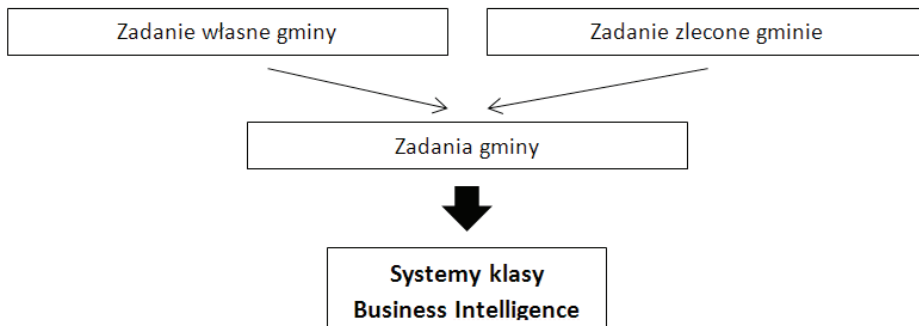 Zadanie własne gminy
Zadanie zlecone gminie
Zadania gminy
Systemy klasy
Business Intelligence